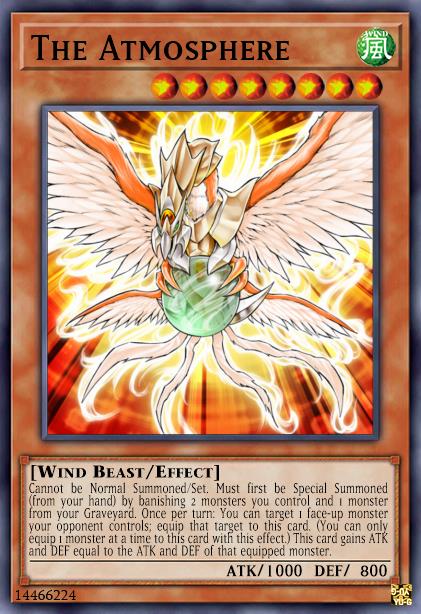 THE ATMOSPHERE
WIND
風
[WIND BEAST/EFFECT]
Cannot be Normal Summoned/Set. Must first be Special Summoned
(from your hand) by banishing 2 monsters you control and 1 monster
from your Graveyard. Once per turn: You can target 1 face-up monster
your opponent controls; equip that target to this card. (You can only
equip 1 monster at a time to this card with this effect.) This card gains ATK
and DEF equal to the ATK and DEF of that equipped monster.
ATK/1000 DEF/ 800
14466224